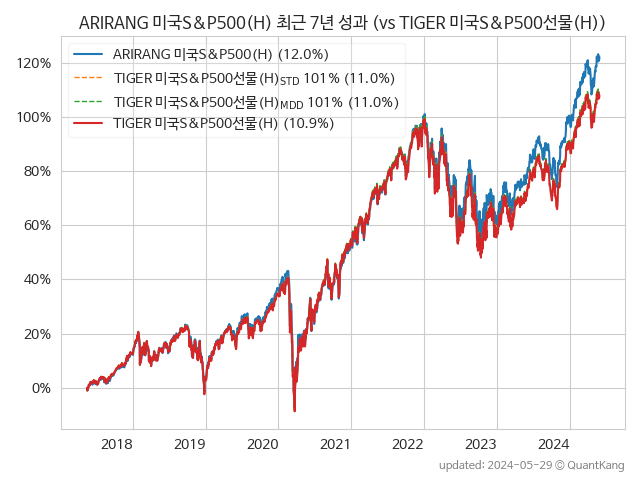 ARIRANG 미국S&P500(H) 최근 7년 성과 (vs TIGER 미국S&P500선물(H))
ARIRANG 미국S&P500(H) (12.0%)
TIGER 미국S&P500선물(H)STD 101% (11.0%)
TIGER 미국S&P500선물(H)MDD 101% (11.0%)
TIGER 미국S&P500선물(H) (10.9%)
120%
100%
80%
60%
40%
20%
0%
2018 2019 2020 2021 2022 2023 2024
updated: 2024-05-29 © QuantKang